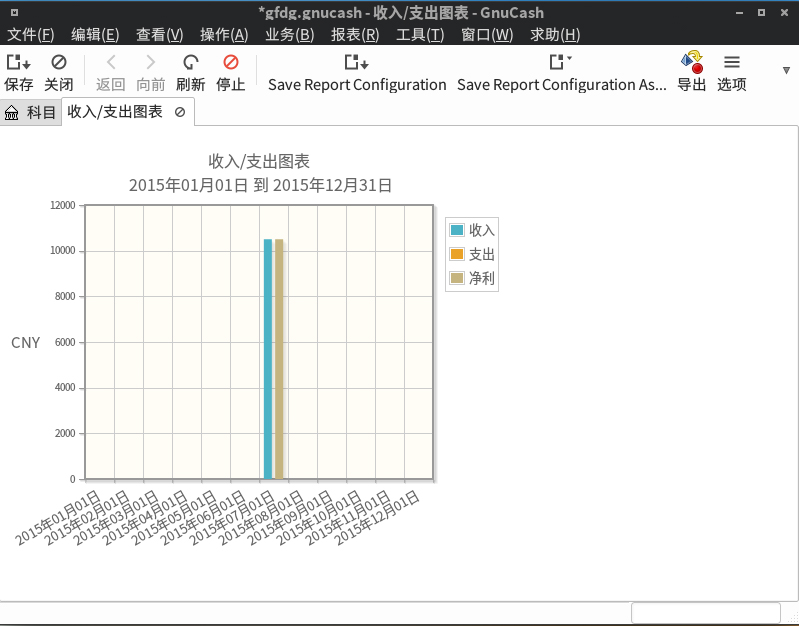 *gfdg.gnucash - 收入/支出图表 - GnuCash
文件(F) 编辑(E) 查看(V) 操作(A) 业务(B) 报表(R) 工具(T) 窗口(W) 求助(H)
保存 关闭 返回 向前 刷新 停止 Save Report Configuration Save Report Configuration As... 导出 选项
科目 收入/支出图表
收入/支出图表
2015年01月01日 到 2015年12月31日
12000
10000
8000
6000
4000
2000
0
CNY
收入
支出
净利
2015年01月01日
2015年02月01日
2015年03月01日
2015年04月01日
2015年05月01日
2015年06月01日
2015年07月01日
2015年08月01日
2015年09月01日
2015年10月01日
2015年11月01日
2015年12月01日